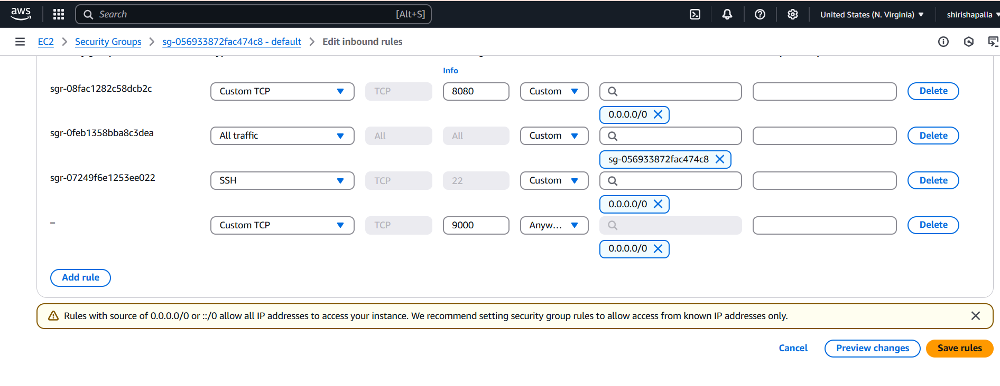 aws
Search [Alt+S]
United States (N. Virginia)
shirishapalla
EC2 Security Groups sg-056933872fac474c8 - default Edit inbound rules
Info
sgr-08fac1282c58dcb2c Custom TCP TCP 8080 Custom Delete
0.0.0.0/0
sgr-0feb1358bba8c3dea All traffic All All Custom Delete
sg-056933872fac474c8
sgr-07249f6e1253ee022 SSH TCP 22 Custom Delete
0.0.0.0/0
– Custom TCP TCP 9000 Anyw... Delete
0.0.0.0/0
Add rule
Rules with source of 0.0.0.0/0 or ::/0 allow all IP addresses to access your instance. We recommend setting security group rules to allow access from known IP addresses only.
Cancel Preview changes Save rules